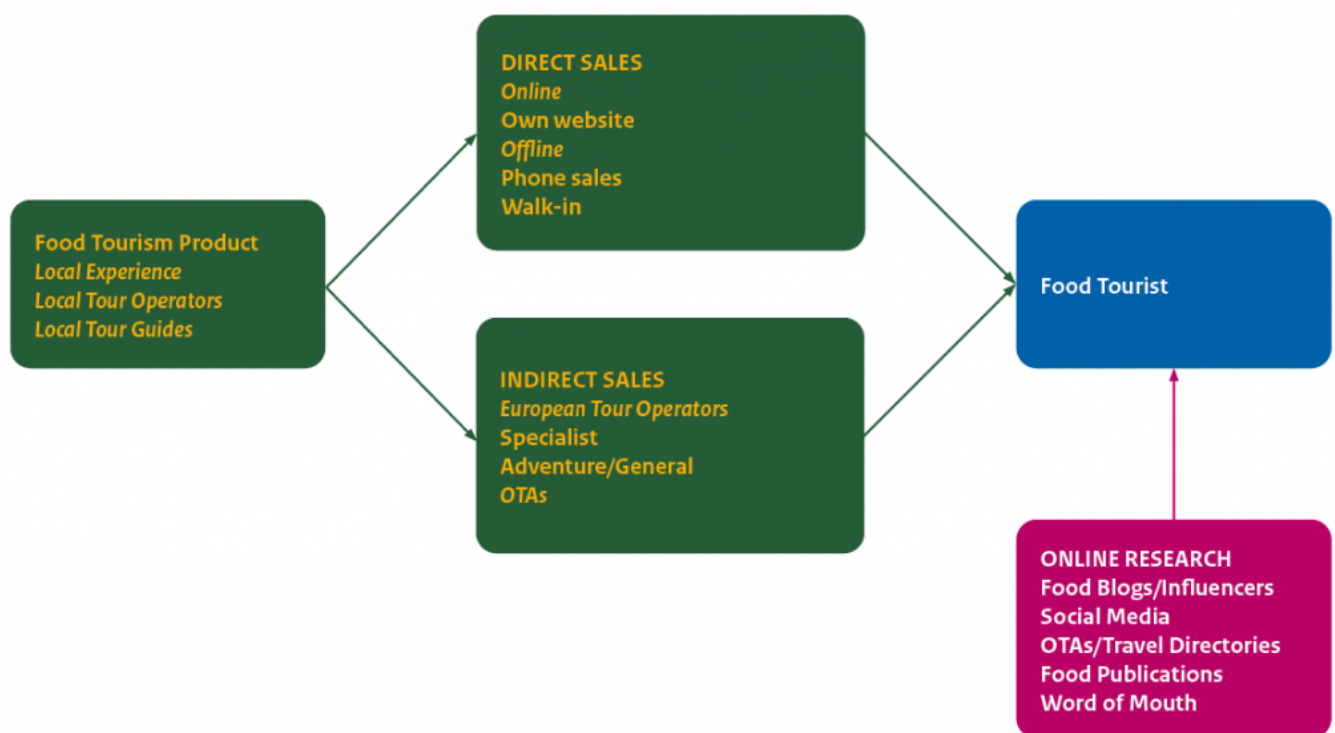 DIRECT SALES
Online
Own website
Offline
Phone sales
Walk-in
Food Tourism Product
Local Experience
Local Tour Operators
Local Tour Guides
Food Tourist
INDIRECT SALES
European Tour Operators
Specialist
Adventure/General
OTAs
ONLINE RESEARCH
Food Blogs/Influencers
Social Media
OTAs/Travel Directories
Food Publications
Word of Mouth